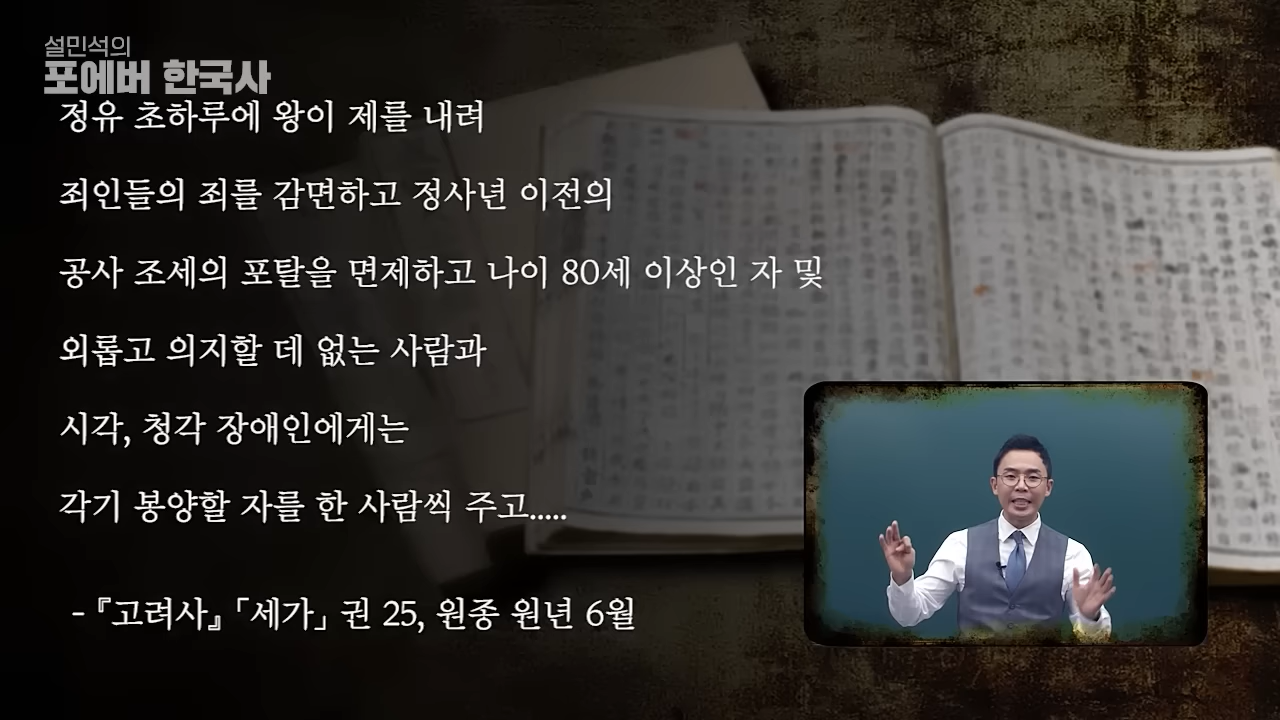 설민석의
포에버 한국사
정유 초하루에 왕이 제를 내려
죄인들의 죄를 감면하고 정사년 이전의
공사 조세의 포탈을 면제하고 나이 80세 이상인 자 및
외롭고 의지할 데 없는 사람과
시각, 청각 장애인에게는
각기 봉양할 자를 한 사람씩 주고.....
- 『고려사』 「세가」 권 25, 원종 원년 6월